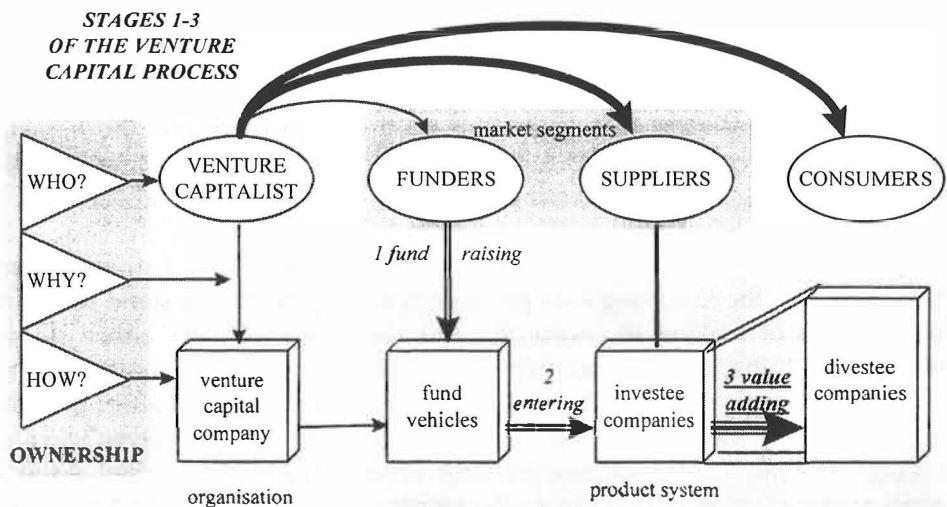 STAGES 1-3
OF THE VENTURE
CAPITAL PROCESS
market segments
WHO?
VENTURE
CAPITALIST
FUNDERS
SUPPLIERS
CONSUMERS
1 fund raising
WHY?
HOW?
venture
capital
company
fund
vehicles
2
entering
investee
companies
3 value
adding
divestee
companies
OWNERSHIP
organisation
product system